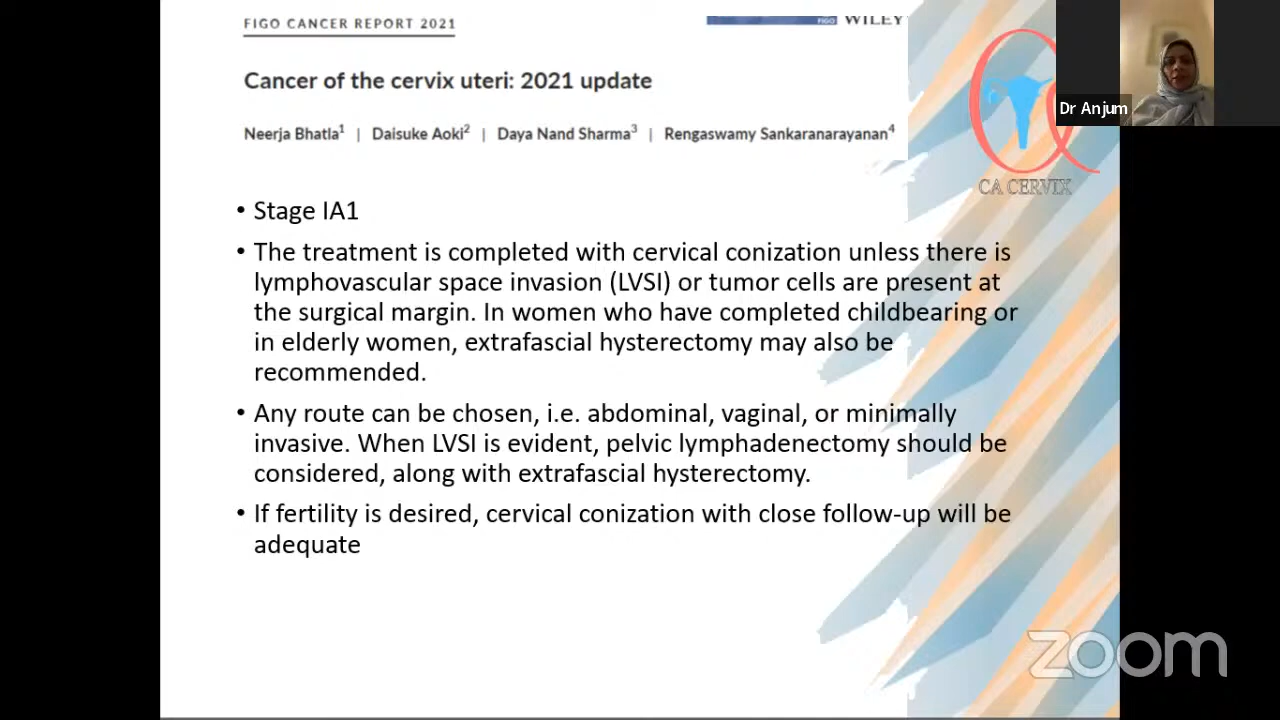 FIGO CANCER REPORT 2021
FIGO WILEY
Cancer of the cervix uteri: 2021 update
Neerja Bhatla1 | Daisuke Aoki2 | Daya Nand Sharma3 | Rengaswamy Sankaranarayanan4
Dr Anjum
CA CERVIX
• Stage IA1
• The treatment is completed with cervical conization unless there is
lymphovascular space invasion (LVSI) or tumor cells are present at
the surgical margin. In women who have completed childbearing or
in elderly women, extrafascial hysterectomy may also be
recommended.
• Any route can be chosen, i.e. abdominal, vaginal, or minimally
invasive. When LVSI is evident, pelvic lymphadenectomy should be
considered, along with extrafascial hysterectomy.
• If fertility is desired, cervical conization with close follow-up will be
adequate
zoom